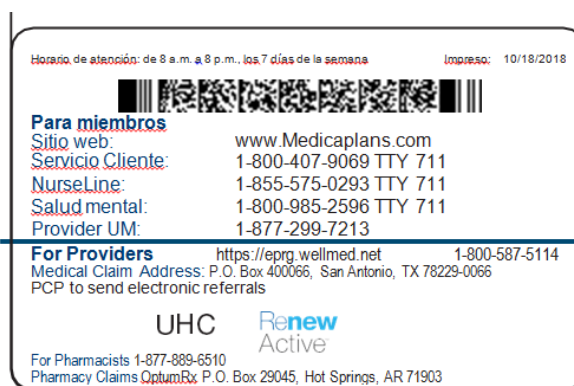 Horario de atención: de 8 a.m. a 8 p.m., los 7 días de la semana Impreso: 10/18/2018
Para miembros
Sitio web: www.Medicaplans.com
Servicio Cliente: 1-800-407-9069 TTY 711
NurseLine: 1-855-575-0293 TTY 711
Salud mental: 1-800-985-2596 TTY 711
Provider UM: 1-877-299-7213
For Providers https://eprg.wellmed.net 1-800-587-5114
Medical Claim Address: P.O. Box 400066, San Antonio, TX 78229-0066
PCP to send electronic referrals
UHC Renew
Active
For Pharmacists 1-877-889-6510
Pharmacy Claims OptumRx P.O. Box 29045, Hot Springs, AR 71903